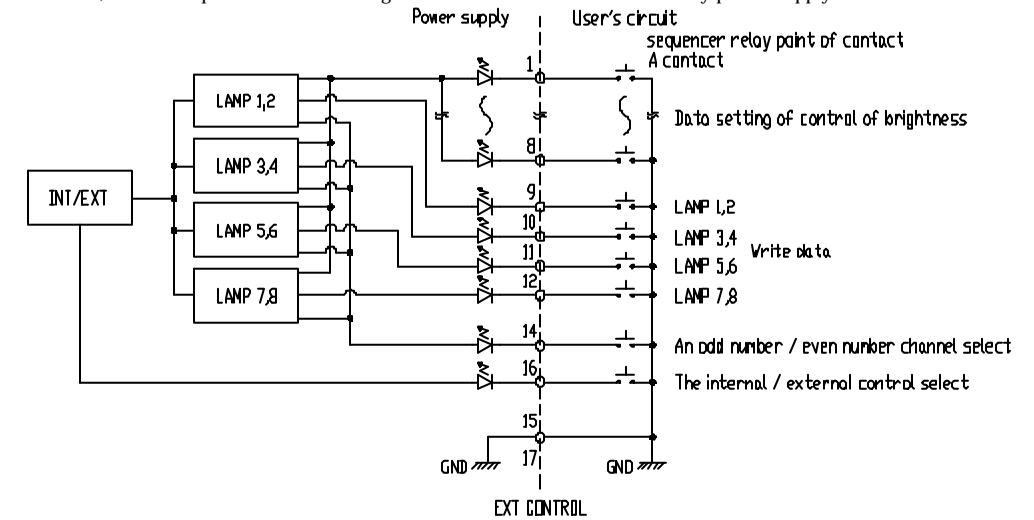 Power supply
User's circuit
sequencer relay point of contact
A contact
1
LAMP 1,2
Data setting of control of brightness
8
LAMP 3,4
INT/EXT
9
LAMP 1,2
10
LAMP 3,4
LAMP 5,6
Write data
11
LAMP 5,6
12
LAMP 7,8
LAMP 7,8
14
An odd number / even number channel select
16
The internal / external control select
15
17
GND
GND
EXT CONTROL